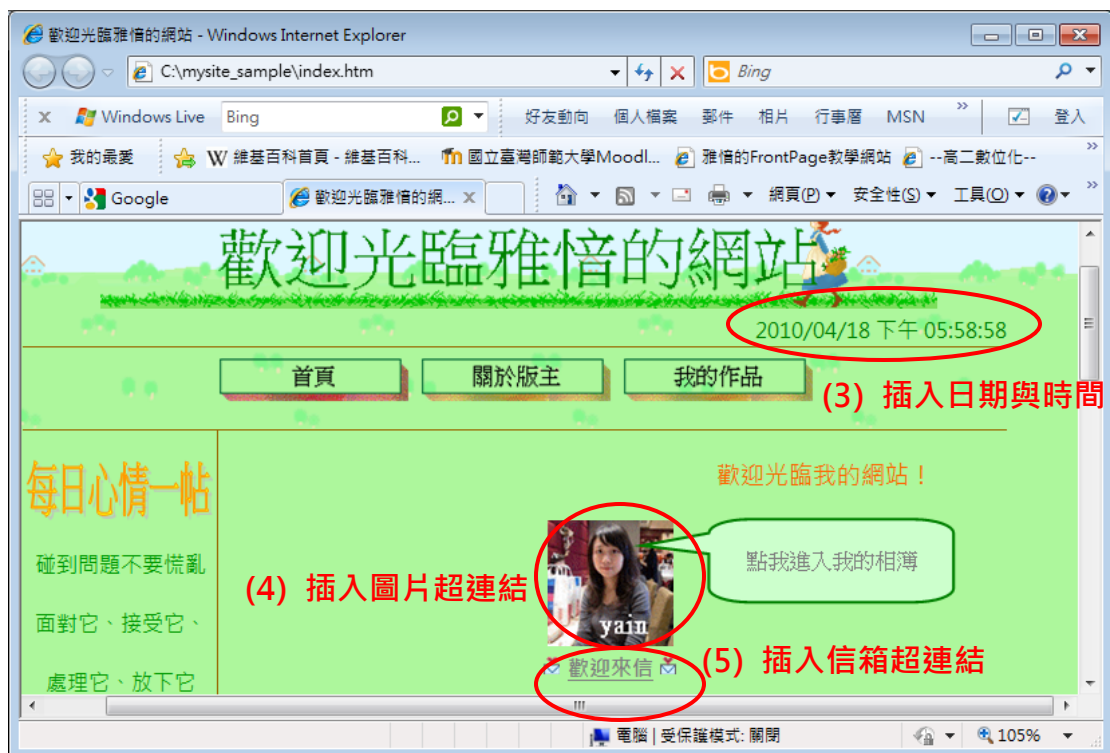 歡迎光臨雅愔的網站 - Windows Internet Explorer
C:\mysite_sample\index.htm
Bing
x Windows Live Bing 好友動向 個人檔案 郵件 相片 行事曆 MSN » 登入
我的最愛 維基百科首頁 - 維基百科... 國立臺灣師範大學Moodl... 雅愔的FrontPage教學網站 --高二數位化-- »
Google 歡迎光臨雅愔的網... x 網頁(P) 安全性(S) 工具(O) »
歡迎光臨雅愔的網站
2010/04/18 下午 05:58:58
首頁 關於版主 我的作品
(3) 插入日期與時間
每日心情一帖
歡迎光臨我的網站！
碰到問題不要慌亂
點我進入我的相簿
(4) 插入圖片超連結
面對它、接受它、
yain
歡迎來信
(5) 插入信箱超連結
處理它、放下它
電腦 | 受保護模式: 關閉 105%